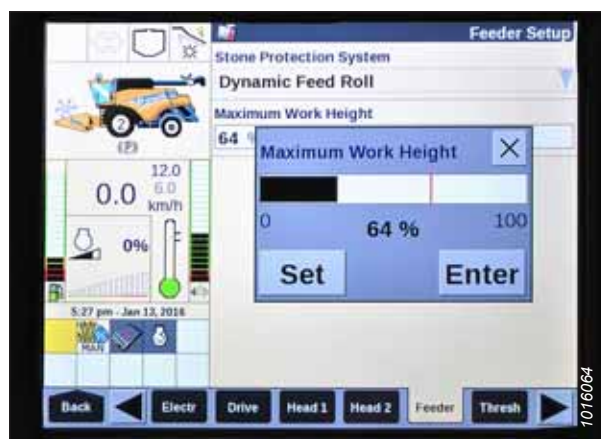 Feeder Setup
Stone Protection System
Dynamic Feed Roll
Maximum Work Height
64 %
Maximum Work Height
0
64 %
100
Set
Enter
2
(P)
0.0
12.0
6.0
km/h
0%
5:27 pm - Jan 13, 2016
MAN
Back
Electr
Drive
Head 1
Head 2
Feeder
Thresh
1016064